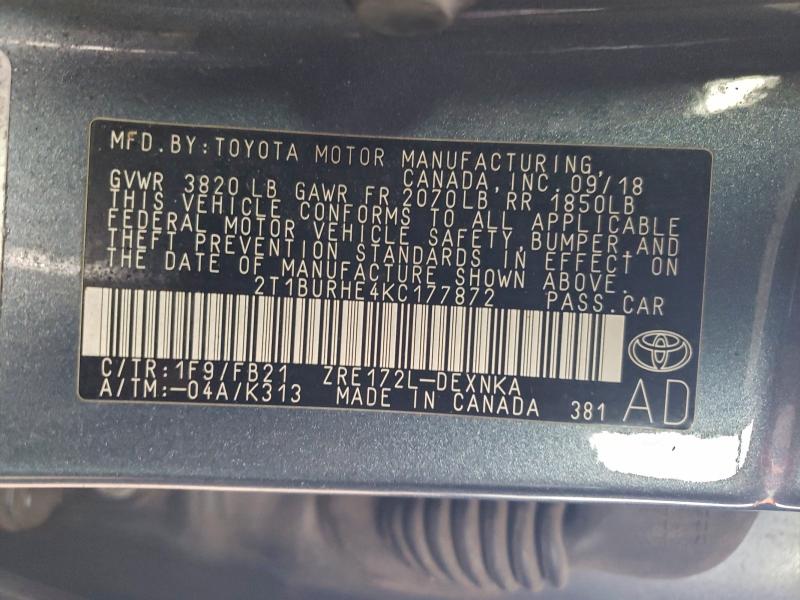 MFD. BY: TOYOTA MOTOR MANUFACTURING,
CANADA, INC. 09/18
GVWR 3820 LB GAWR FR 2070LB RR 1850LB
THIS VEHICLE CONFORMS TO ALL APPLICABLE
FEDERAL MOTOR VEHICLE SAFETY, BUMPER, AND
THEFT PREVENTION STANDARDS IN EFFECT ON
THE DATE OF MANUFACTURE SHOWN ABOVE.
2T1BURHE4KC177872 PASS. CAR
C/TR: 1F9/FB21 ZRE172L-DEXNKA
A/TM:-04A/K313 MADE IN CANADA 381 AD